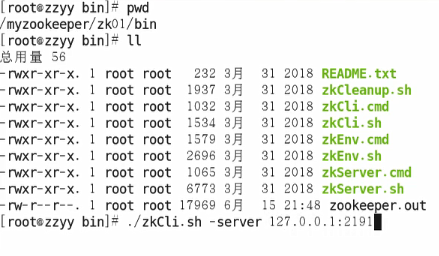 [root@zzyy bin]# pwd
/myzookeeper/zk01/bin
[root@zzyy bin]# ll
总用量 56
-rwxr-xr-x. 1 root root 232 3月 31 2018 README.txt
-rwxr-xr-x. 1 root root 1937 3月 31 2018 zkCleanup.sh
-rwxr-xr-x. 1 root root 1032 3月 31 2018 zkCli.cmd
-rwxr-xr-x. 1 root root 1534 3月 31 2018 zkCli.sh
-rwxr-xr-x. 1 root root 1579 3月 31 2018 zkEnv.cmd
-rwxr-xr-x. 1 root root 2696 3月 31 2018 zkEnv.sh
-rwxr-xr-x. 1 root root 1065 3月 31 2018 zkServer.cmd
-rwxr-xr-x. 1 root root 6773 3月 31 2018 zkServer.sh
-rw-r--r--. 1 root root 17969 6月 15 21:48 zookeeper.out
[root@zzyy bin]# ./zkCli.sh -server 127.0.0.1:2191